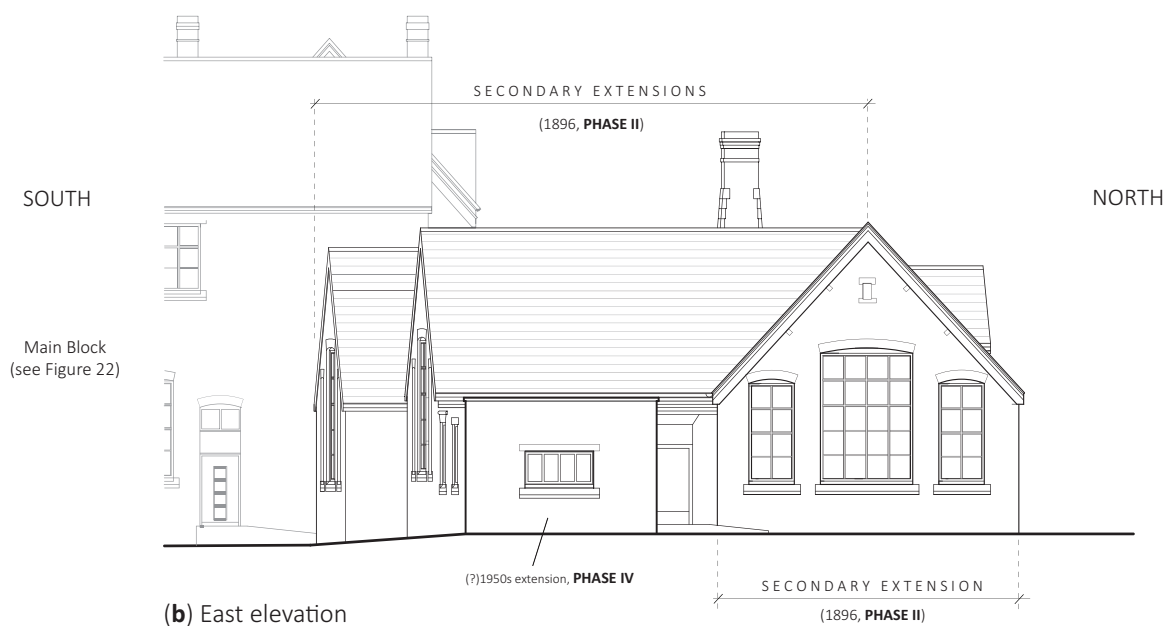 SECONDARY EXTENSIONS
(1896, PHASE II)
SOUTH
NORTH
Main Block
(see Figure 22)
(?)1950s extension, PHASE IV
SECONDARY EXTENSION
(1896, PHASE II)
(b) East elevation